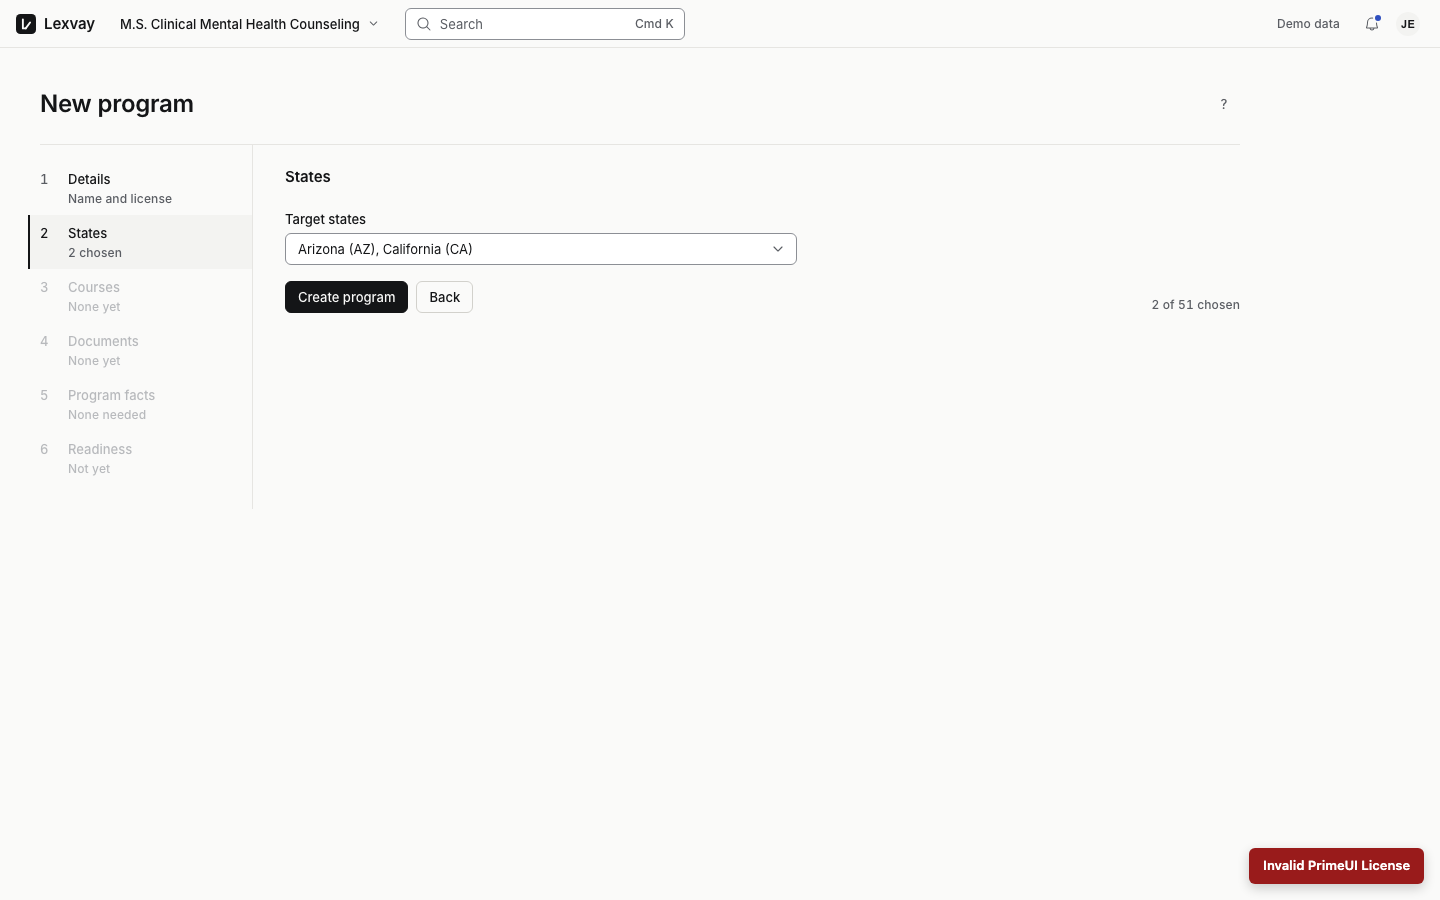 Lexvay
M.S. Clinical Mental Health Counseling
Search
Cmd K
Demo data
JE
New program
?
1 Details
Name and license
2 States
2 chosen
3 Courses
None yet
4 Documents
None yet
5 Program facts
None needed
6 Readiness
Not yet
States
Target states
Arizona (AZ), California (CA)
Create program
Back
2 of 51 chosen
Invalid PrimeUI License